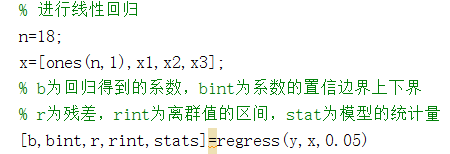 % 进行线性回归
n=18;
x=[ones(n,1),x1,x2,x3];
% b为回归得到的系数,bint为系数的置信边界上下界
% r为残差,rint为离群值的区间,stat为模型的统计量
[b,bint,r,rint,stats]=regress(y,x,0.05)